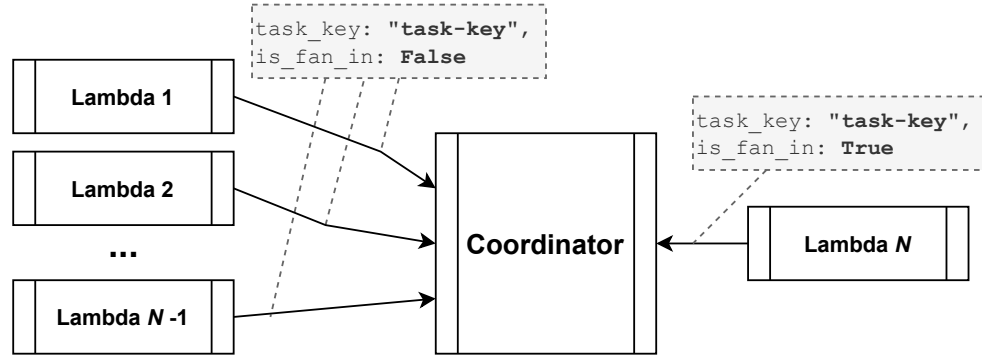 task_key: "task-key",
is_fan_in: False
Lambda 1
Lambda 2
...
Lambda N -1
Coordinator
task_key: "task-key",
is_fan_in: True
Lambda N